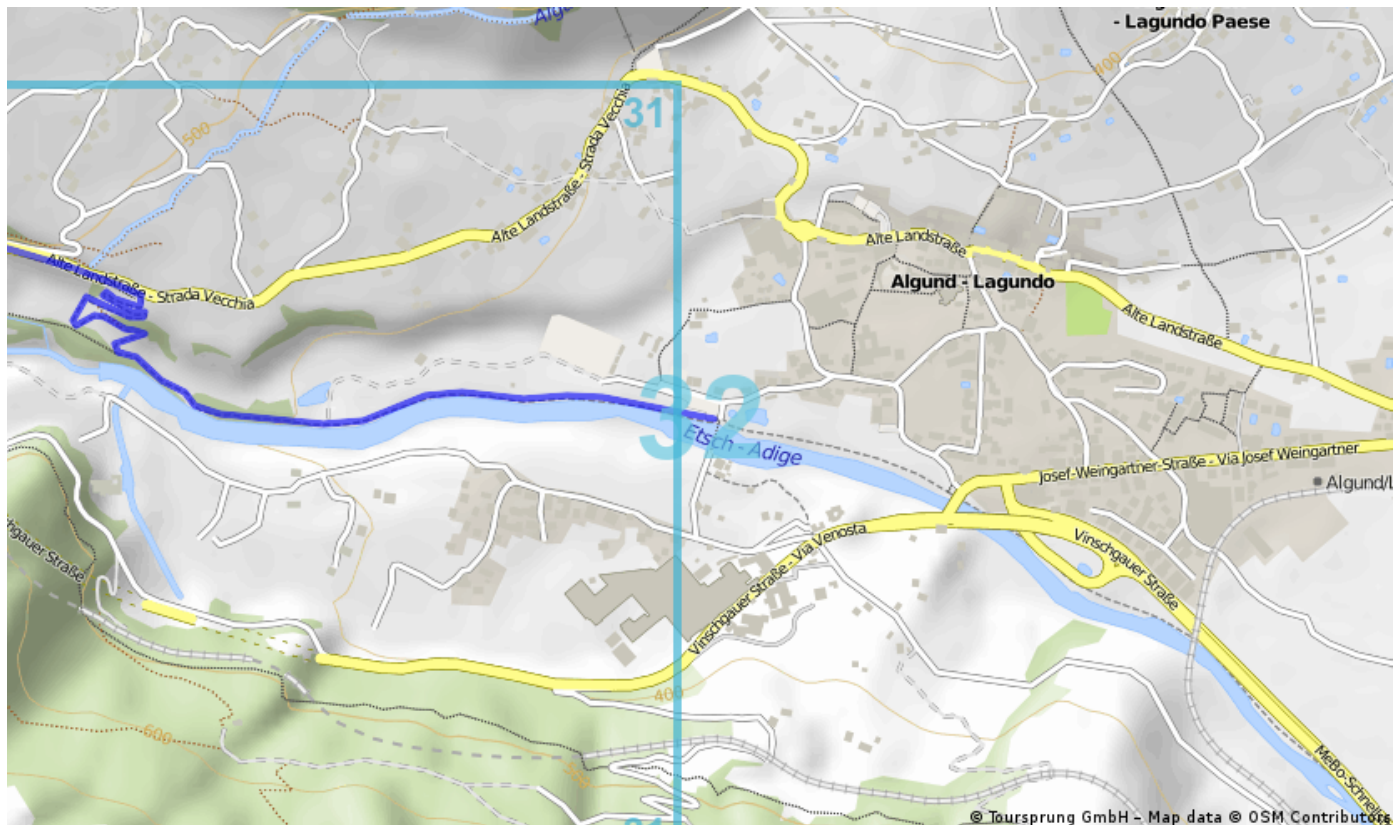 - Lagundo Paese
400
31
500
Alte Landstraße - Strada Vecchia
Alte Landstraße
Algund - Lagundo
Alte Landstraße - Strada Vecchia
Alte Landstraße
32
Etsch - Adige
Josef-Weingartner-Straße - Via Josef Weingartner
Algund/L
Vinschgauer Straße - Via Venosta
Vinschgauer Straße
hgauer Straße
400
600
MeBo-Schnells
© Toursprung GmbH – Map data © OSM Contributors